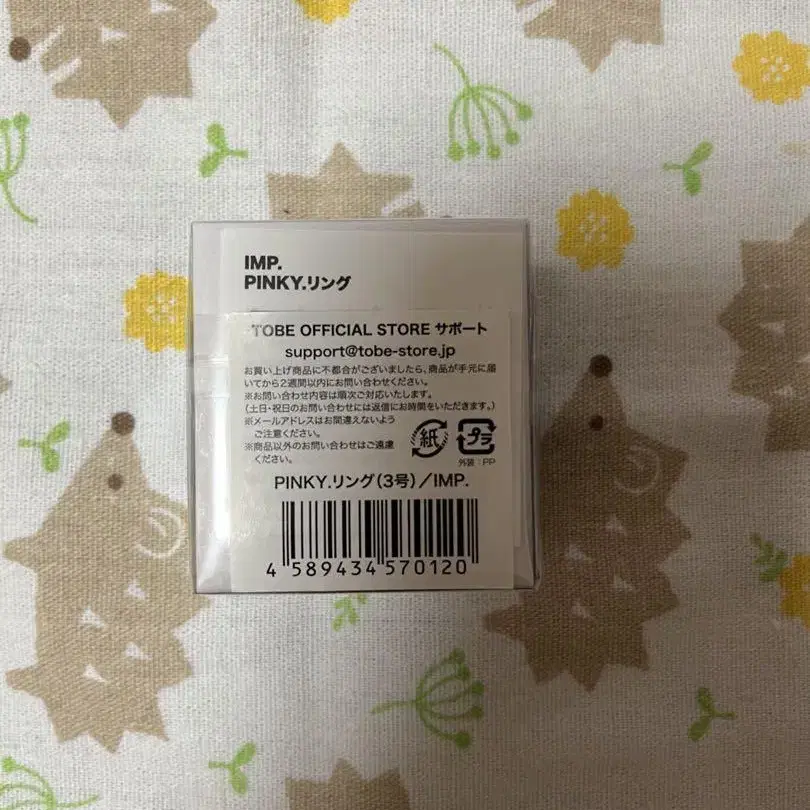 IMP.
PINKY.リング
TOBE OFFICIAL STORE サポート
support@tobe-store.jp
お買い上げ商品に不都合がございましたら、商品が手元に届
いてから2週間以内にお問い合わせください。
※お問い合わせ内容は順次ご対応いたします。
(土日・祝日のお問い合わせには返信にお時間をいただきます。)
※メールアドレスはお間違えないよう
ご注意ください。
※商品以外のお問い合わせはご遠慮
ください。
紙
プラ
外装:PP
PINKY.リング(3号)/IMP.
4 589434 570120